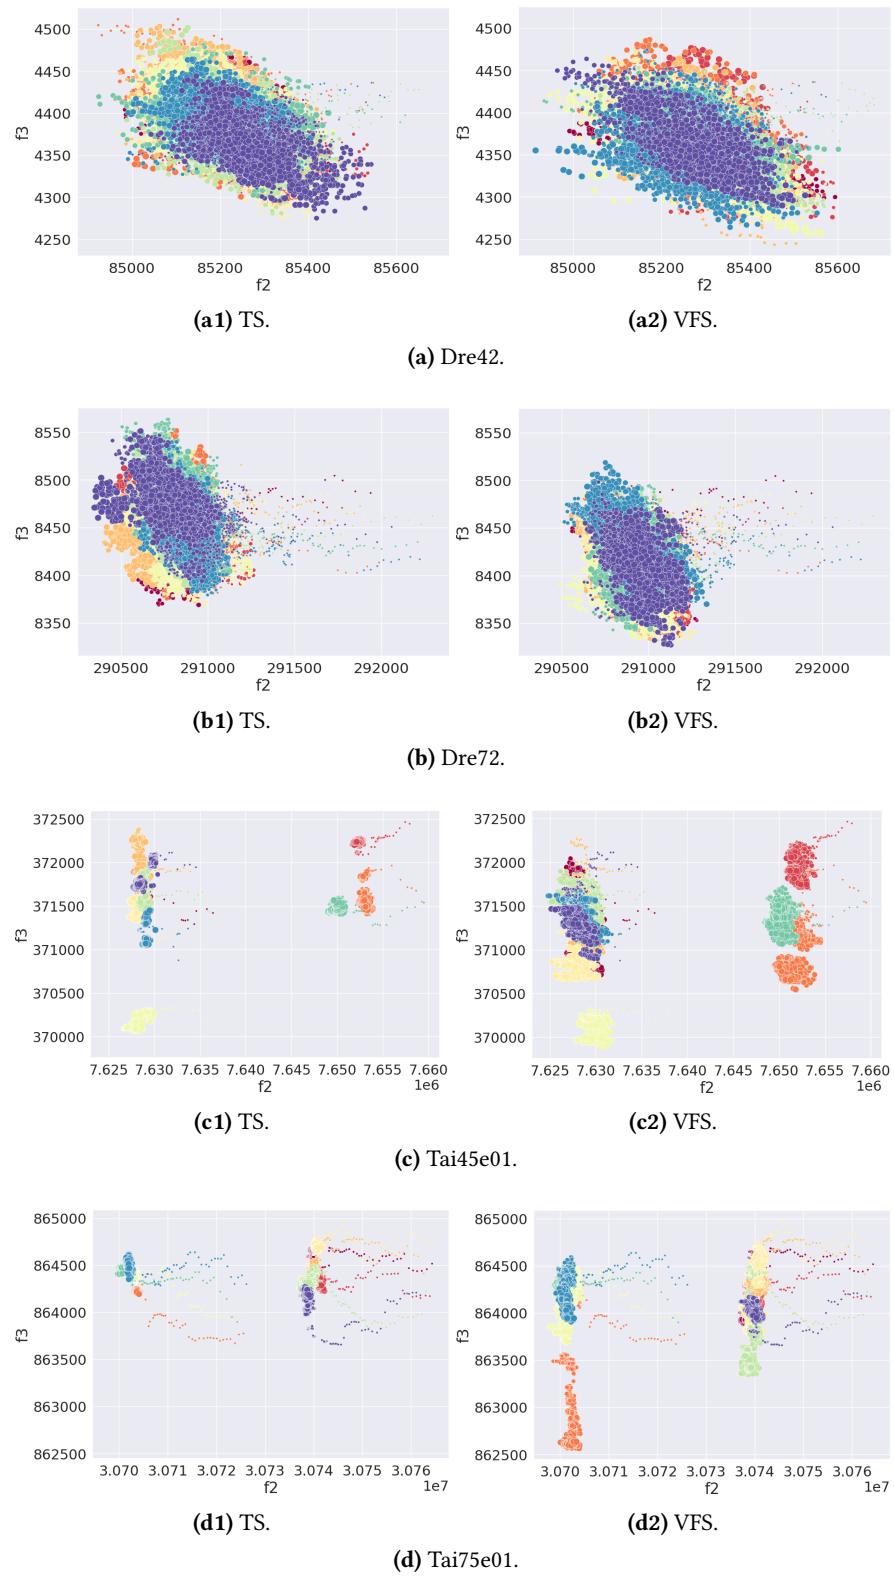 4500
4450
4400
4350
4300
4250
f3
85000 85200 85400 85600
f2
(a1) TS.
4500
4450
4400
4350
4300
4250
f3
85000 85200 85400 85600
f2
(a2) VFS.
(a) Dre42.
8550
8500
8450
8400
8350
f3
290500 291000 291500 292000
f2
(b1) TS.
8550
8500
8450
8400
8350
f3
290500 291000 291500 292000
f2
(b2) VFS.
(b) Dre72.
372500
372000
371500
371000
370500
370000
f3
7.625 7.630 7.635 7.640 7.645 7.650 7.655 7.660
f2 1e6
(c1) TS.
372500
372000
371500
371000
370500
370000
f3
7.625 7.630 7.635 7.640 7.645 7.650 7.655 7.660
f2 1e6
(c2) VFS.
(c) Tai45e01.
865000
864500
864000
863500
863000
862500
f3
3.070 3.071 3.072 3.073 3.074 3.075 3.076
f2 1e7
(d1) TS.
865000
864500
864000
863500
863000
862500
f3
3.070 3.071 3.072 3.073 3.074 3.075 3.076
f2 1e7
(d2) VFS.
(d) Tai75e01.